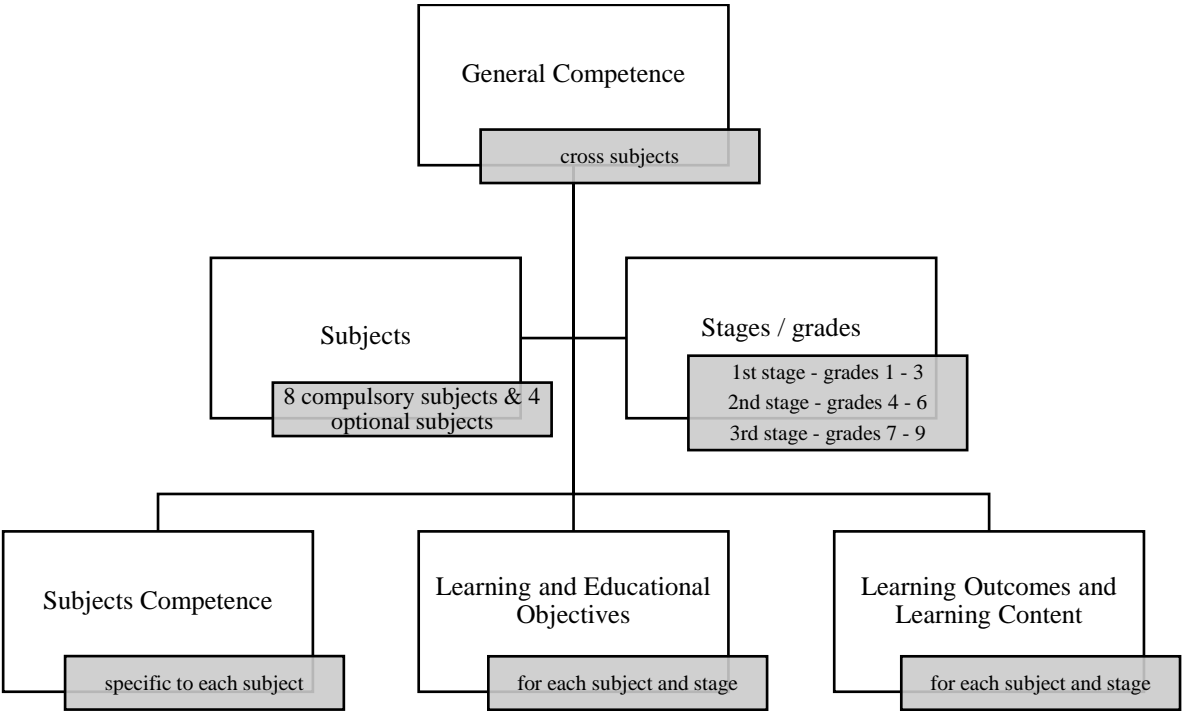 General Competence
cross subjects
Subjects
8 compulsory subjects & 4
optional subjects
Stages / grades
1st stage - grades 1 - 3
2nd stage - grades 4 - 6
3rd stage - grades 7 - 9
Subjects Competence
specific to each subject
Learning and Educational
Objectives
for each subject and stage
Learning Outcomes and
Learning Content
for each subject and stage